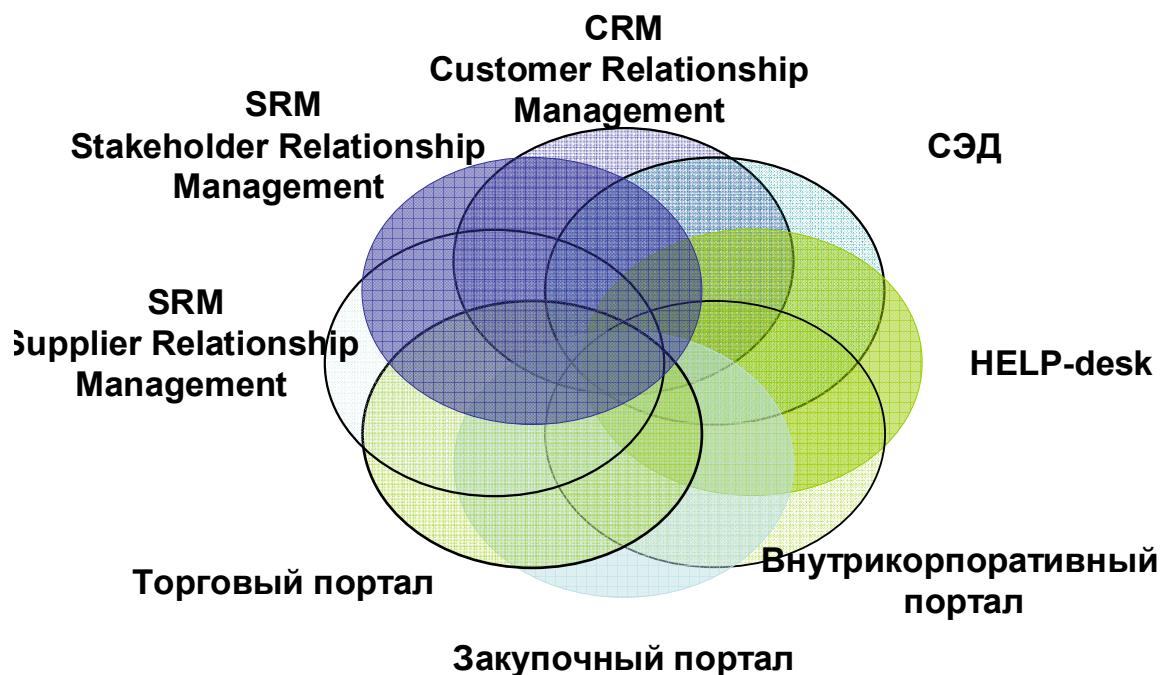 CRM
Customer Relationship
Management
SRM
Stakeholder Relationship
Management
СЭД
SRM
Supplier Relationship
Management
HELP-desk
Торговый портал
Внутрикорпоративный
портал
Закупочный портал